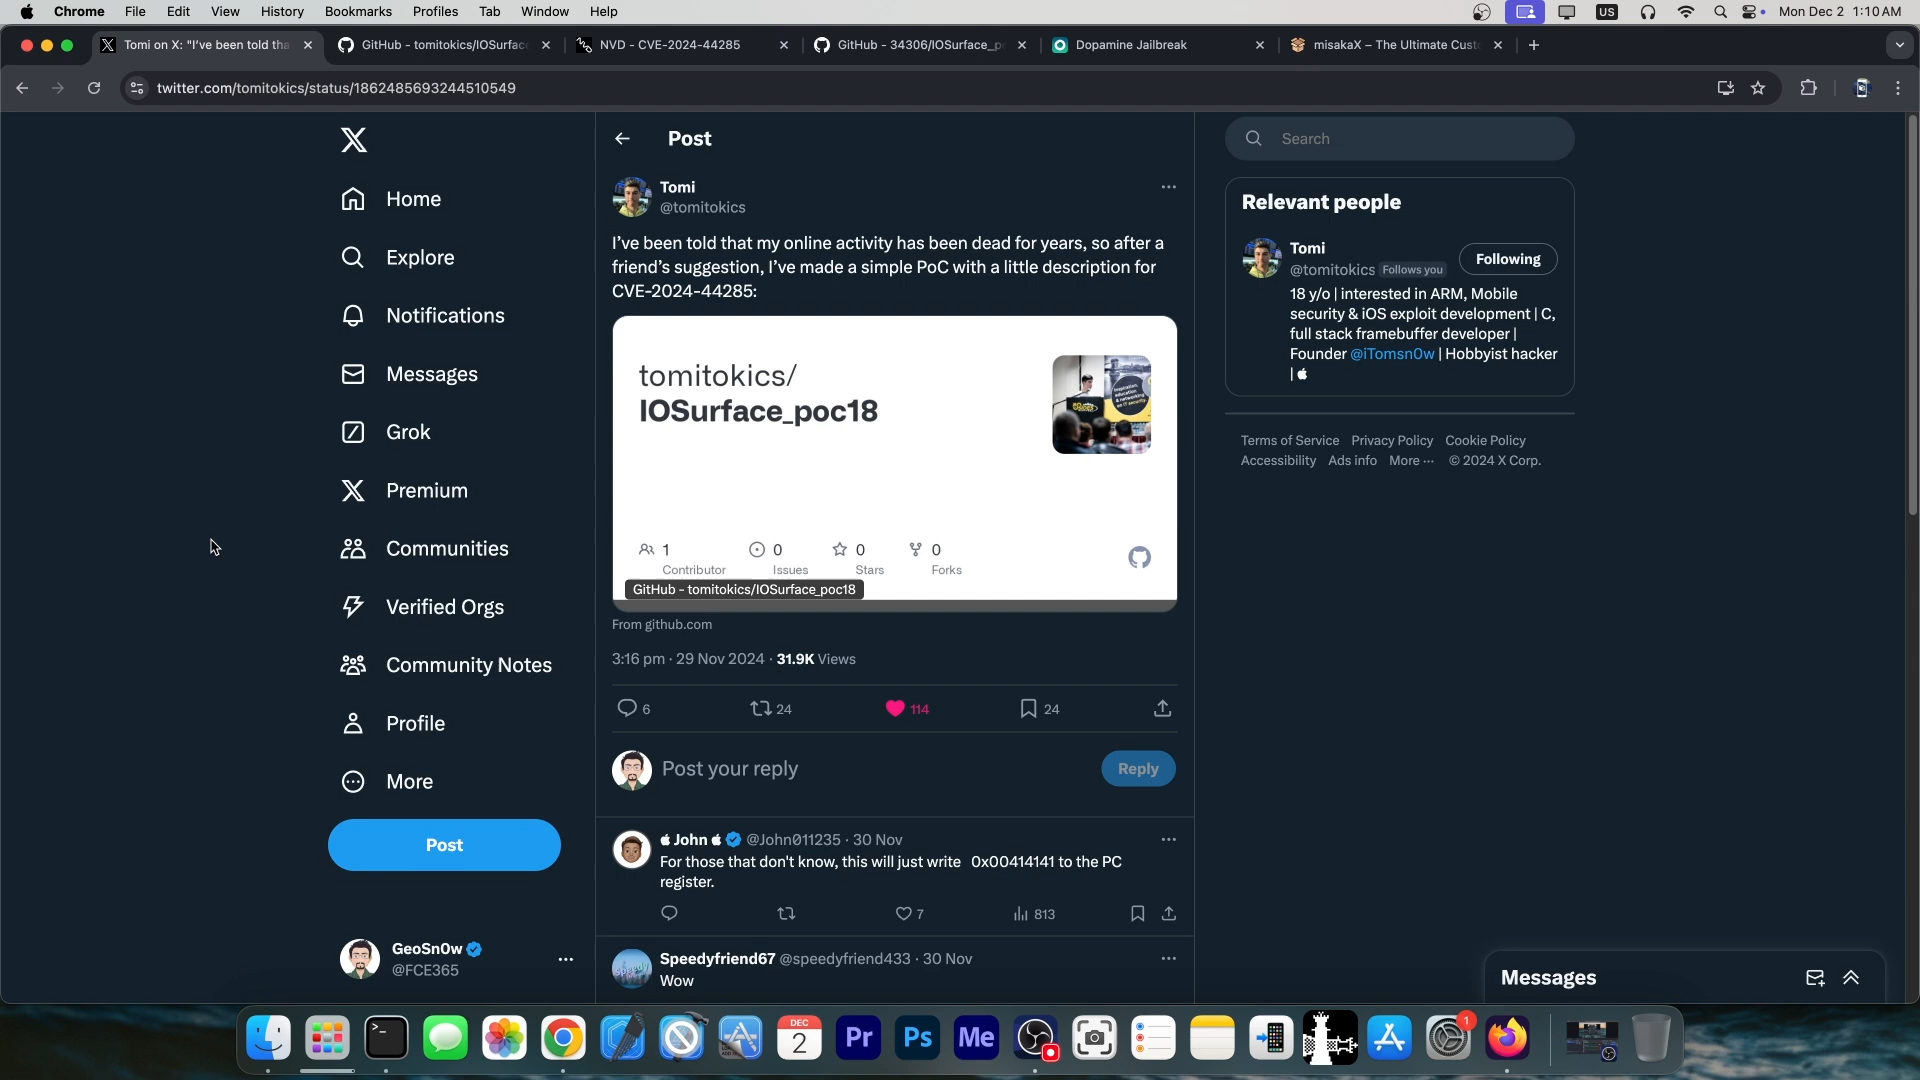 Chrome File Edit View History Bookmarks Profiles Tab Window Help
US
Mon Dec 2 1:10 AM
Tomi on X: "I've been told tha
GitHub - tomitokics/IOSurfac
NVD - CVE-2024-44285
GitHub - 34306/IOSurface_p
Dopamine Jailbreak
misakaX – The Ultimate Cust
twitter.com/tomitokics/status/1862485693244510549
Home
Explore
Notifications
Messages
Grok
Premium
Communities
Verified Orgs
Community Notes
Profile
More
Post
GeoSn0w
@FCE365
Post
Tomi
@tomitokics
I've been told that my online activity has been dead for years, so after a
friend's suggestion, I've made a simple PoC with a little description for
CVE-2024-44285:
tomitokics/
IOSurface_poc18
1 0 0 0
Contributor Issues Stars Forks
GitHub - tomitokics/IOSurface_poc18
From github.com
3:16 pm · 29 Nov 2024 · 31.9K Views
6 24 114 24
Post your reply
Reply
John @John011235 · 30 Nov
For those that don't know, this will just write 0x00414141 to the PC
register.
7 813
Speedyfriend67 @speedyfriend433 · 30 Nov
Wow
Search
Relevant people
Tomi
@tomitokics Follows you
Following
18 y/o | interested in ARM, Mobile
security & iOS exploit development | C,
full stack framebuffer developer |
Founder @iTomsn0w | Hobbyist hacker
|
Terms of Service Privacy Policy Cookie Policy
Accessibility Ads info More ··· © 2024 X Corp.
Messages
DEC
2
Pr
Ps
Me
1